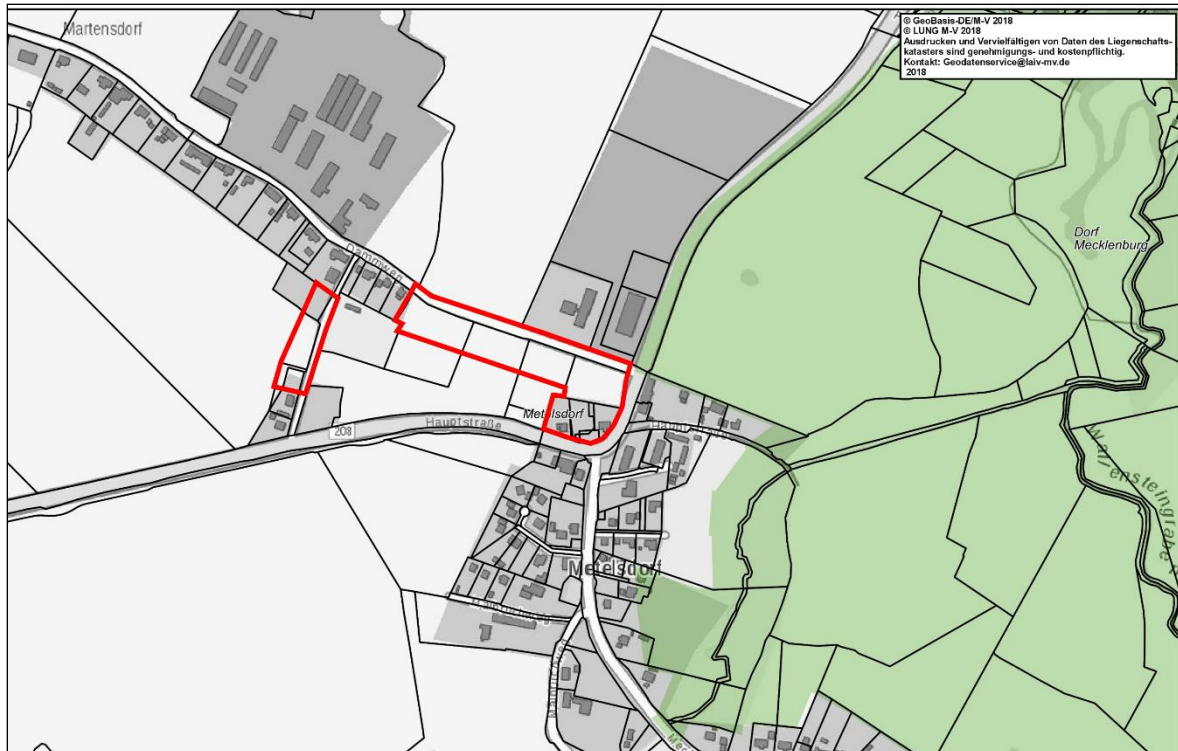 Martensdorf
© GeoBasis-DE/M-V 2018
© LUNG M-V 2018
Ausdrucken und Vervielfältigen von Daten des Liegenschafts-
katasters sind genehmigungs- und kostenpflichtig.
Kontakt: Geodatenservice@laiv-mv.de
2018
Dorf
Mecklenburg
Dammweg
Metelsdorf
Hauptstraße
208
Metelsdorf